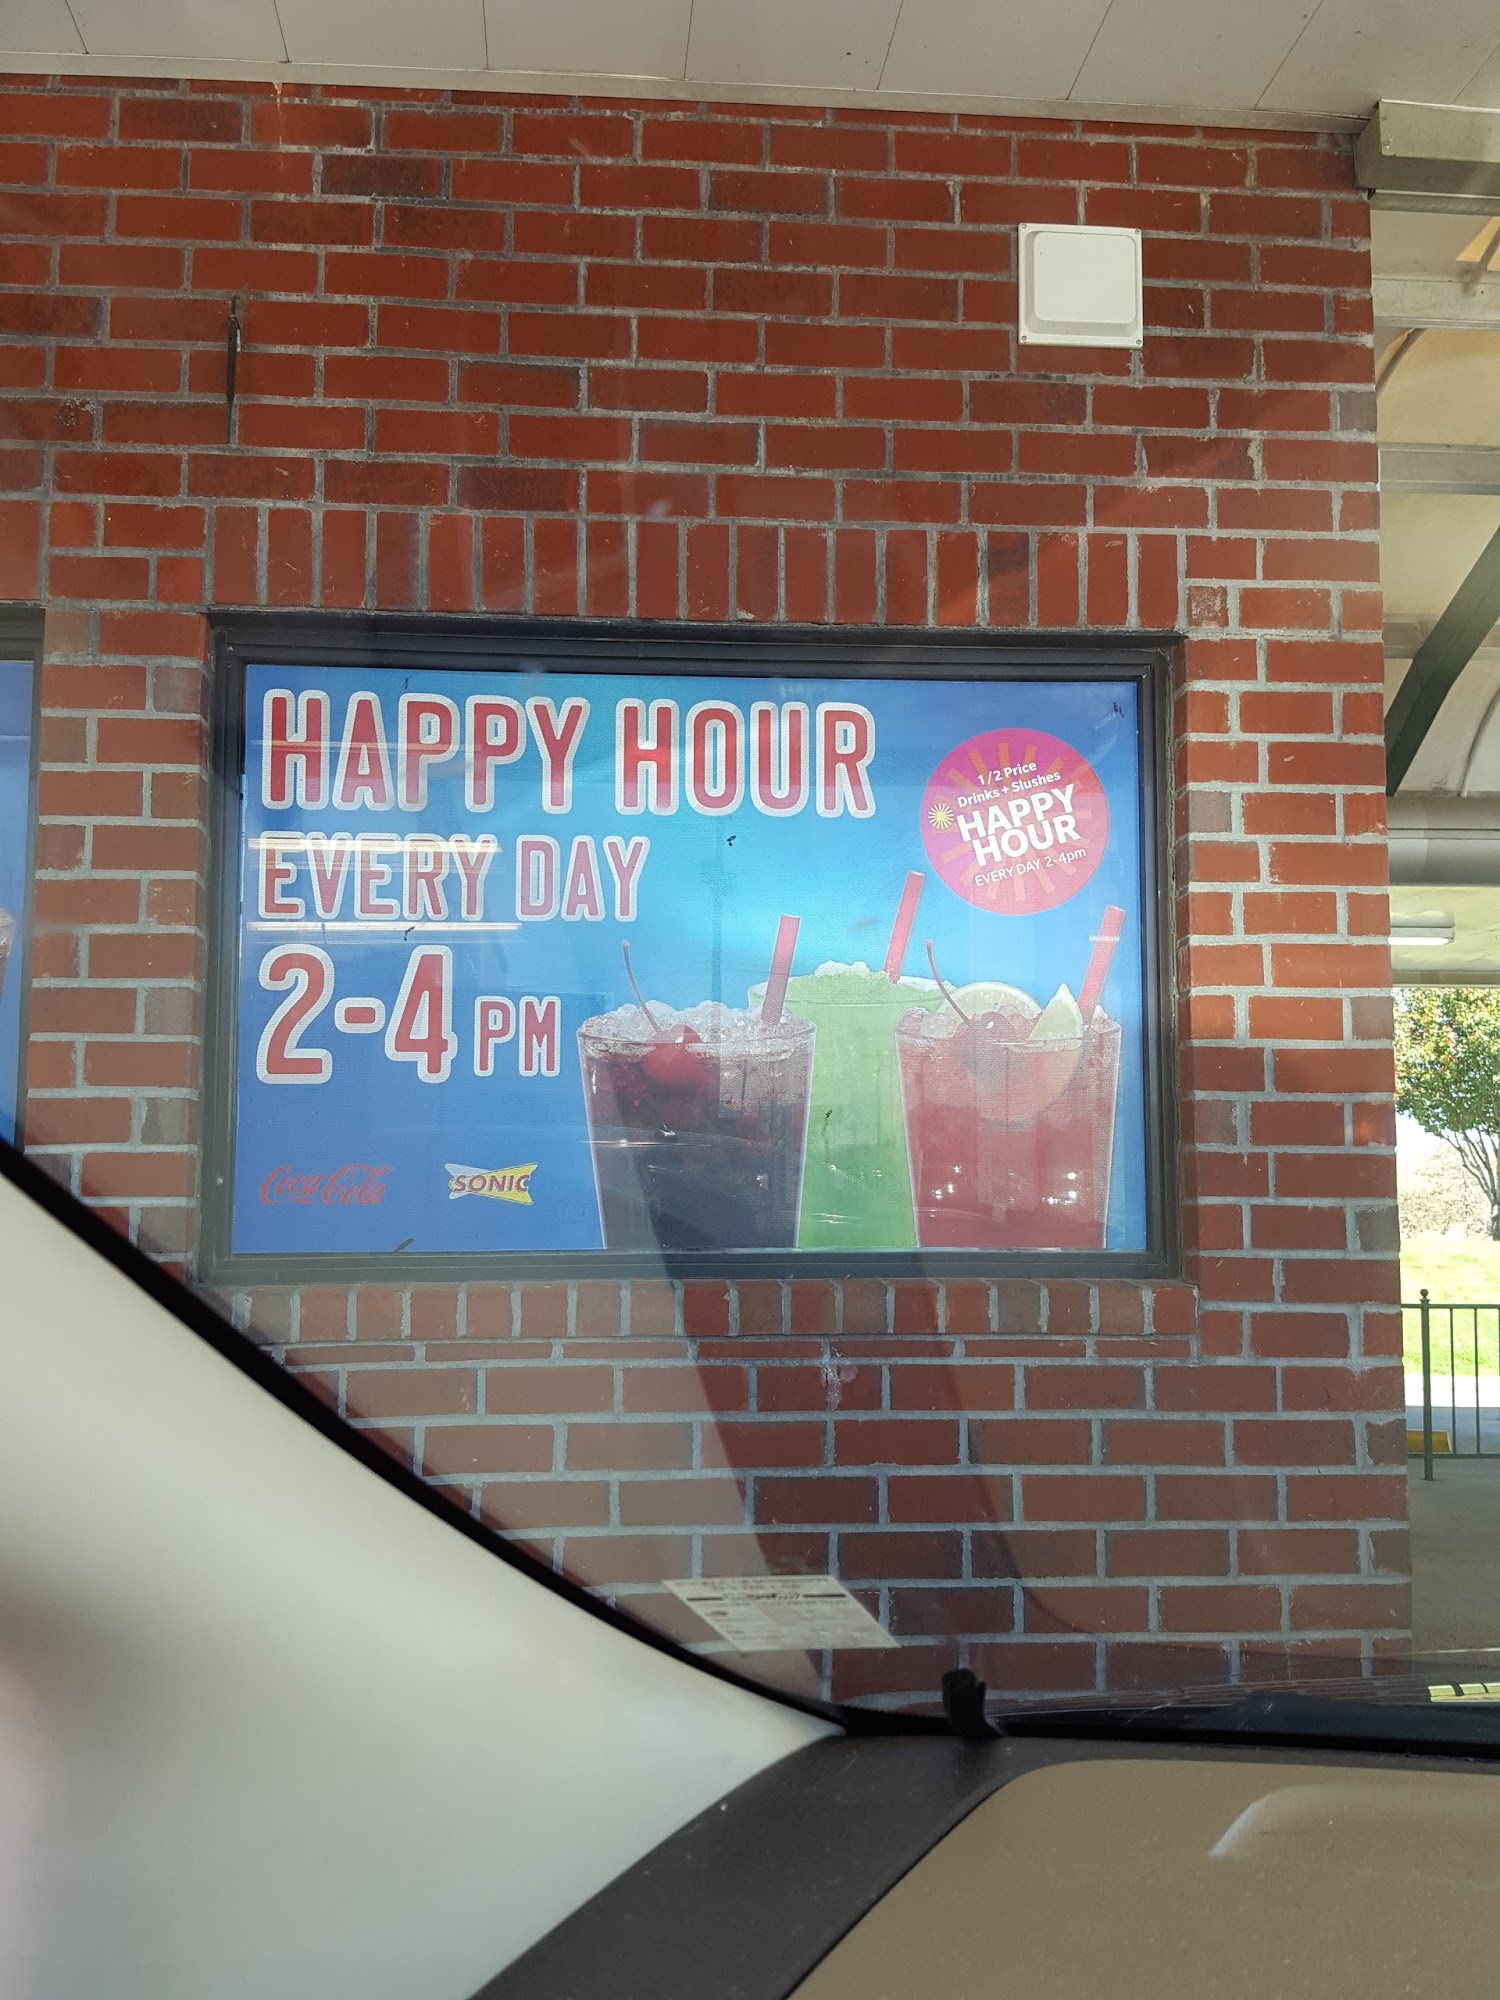 HAPPY HOUR
EVERY DAY
2-4 PM
1/2 Price
Drinks + Slushes
HAPPY
HOUR
EVERY DAY 2-4pm
Coca-Cola
SONIC